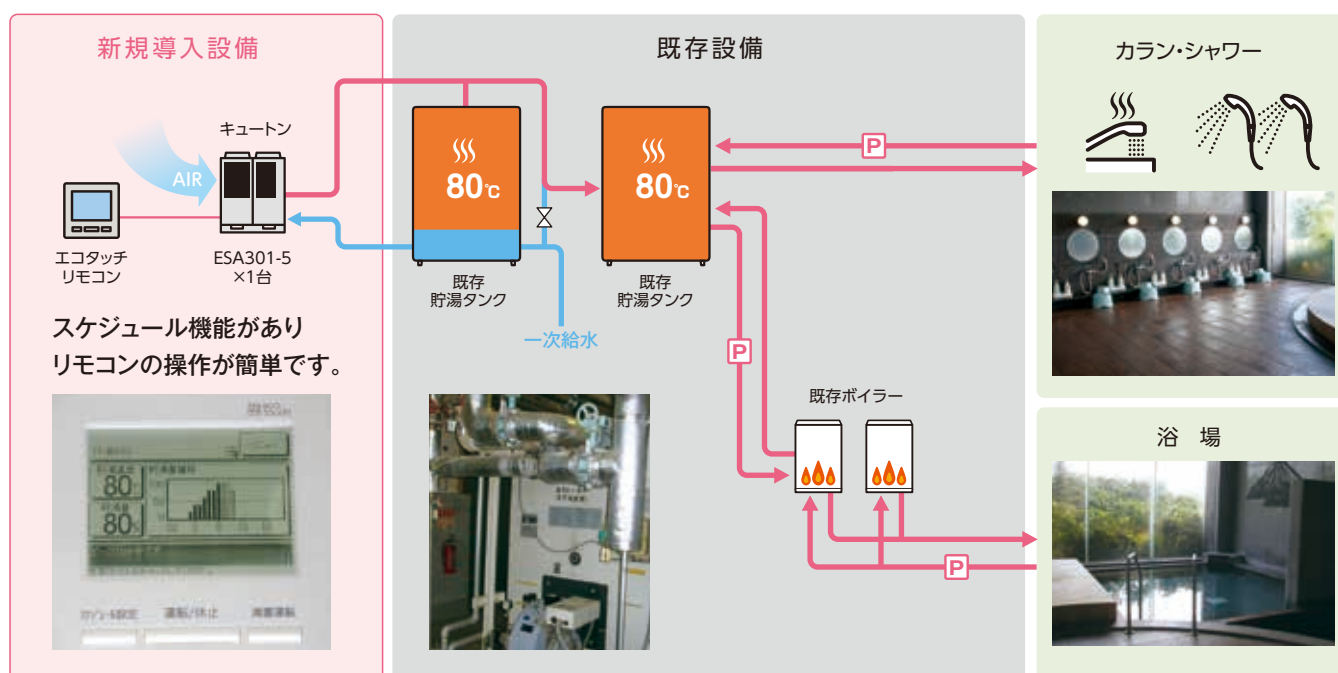 新規導入設備
キュートン
AIR
エコタッチ
リモコン
ESA301-5
×1台
スケジュール機能があり
リモコンの操作が簡単です。
80
80
運転/休止
既存設備
80℃
既存
貯湯タンク
一次給水
80℃
既存
貯湯タンク
P
P
既存ボイラー
P
カラン・シャワー
浴 場